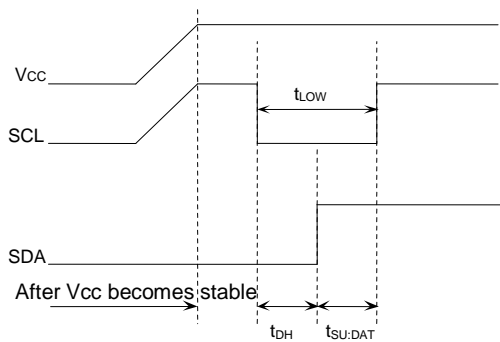 VCC
tLOW
SCL
SDA
After Vcc becomes stable
tDH
tSU:DAT